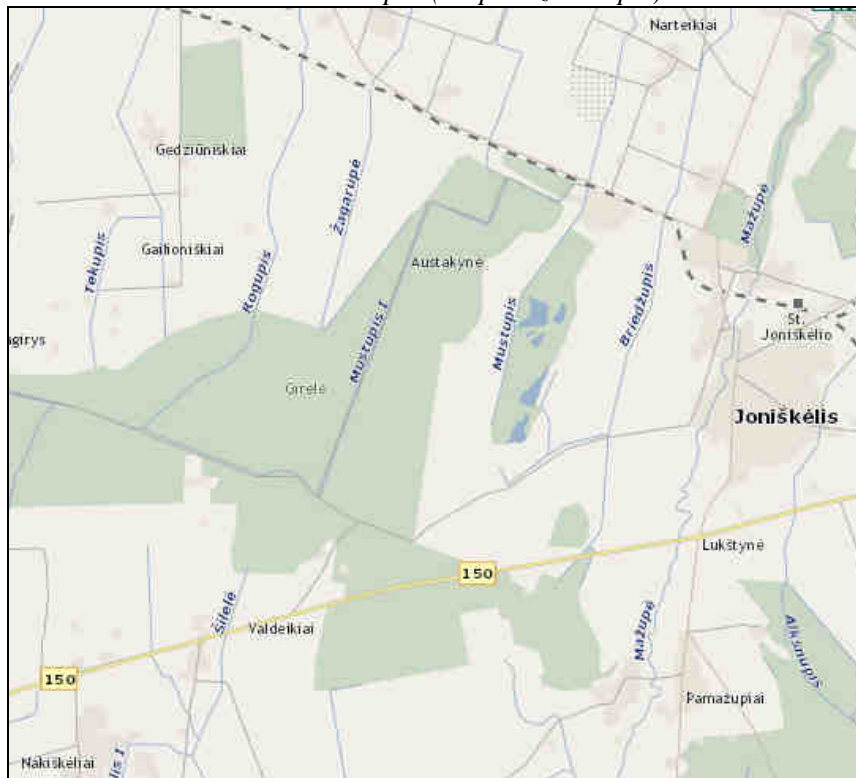 Narteikiai
Gedžiūniškiai
Žagarupė
Mažupė
Gailioniškiai
Tekupis
Rogupis
Austakynė
Mustupis I
Mustupis
Briedžupis
St.
Joniškėlio
agirys
Girelė
Joniškėlis
Lukštynė
150
Šilelė
Valdeikiai
Mažupė
Alksnupis
150
Pamažupiai
Nakiškėliai
lis I